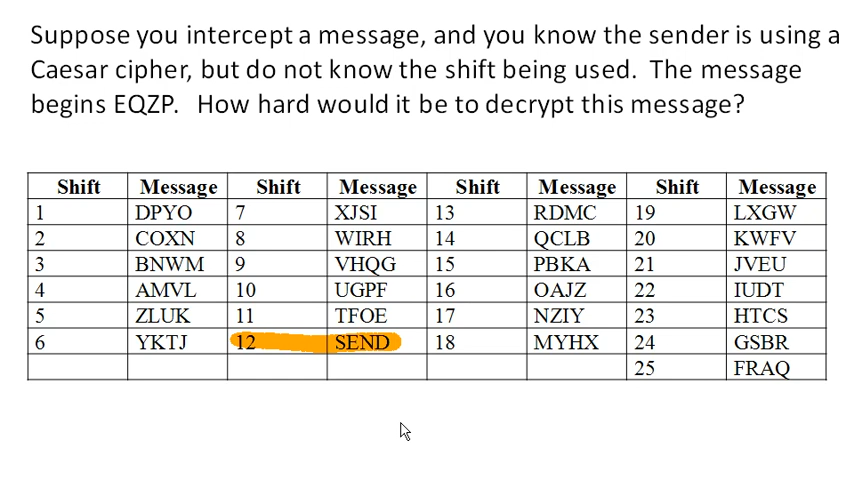 Suppose you intercept a message, and you know the sender is using a
Caesar cipher, but do not know the shift being used.  The message
begins EQZP.  How hard would it be to decrypt this message?
Shift Message Shift Message Shift Message Shift Message
1 DPYO 7 XJSI 13 RDMC 19 LXGW
2 COXN 8 WIRH 14 QCLB 20 KWFV
3 BNWM 9 VHQG 15 PBKA 21 JVEU
4 AMVL 10 UGPF 16 OAJZ 22 IUDT
5 ZLUK 11 TFOE 17 NZIY 23 HTCS
6 YKTJ 12 SEND 18 MYHX 24 GSBR
25 FRAQ